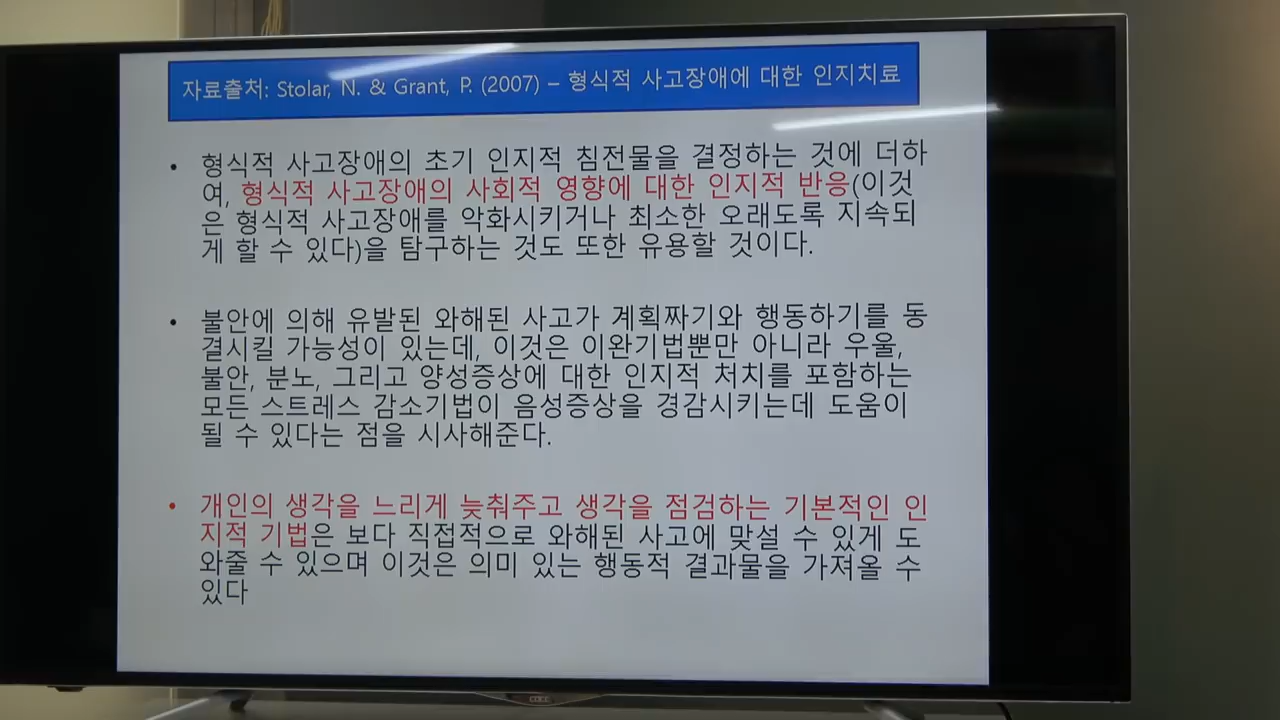 자료출처: Stolar, N. & Grant, P. (2007) – 형식적 사고장애에 대한 인지치료
• 형식적 사고장애의 초기 인지적 침전물을 결정하는 것에 더하
여, 형식적 사고장애의 사회적 영향에 대한 인지적 반응(이것
은 형식적 사고장애를 악화시키거나 최소한 오래도록 지속되
게 할 수 있다)을 탐구하는 것도 또한 유용할 것이다.
• 불안에 의해 유발된 와해된 사고가 계획짜기와 행동하기를 동
결시킬 가능성이 있는데, 이것은 이완기법뿐만 아니라 우울,
불안, 분노, 그리고 양성증상에 대한 인지적 처치를 포함하는
모든 스트레스 감소기법이 음성증상을 경감시키는데 도움이
될 수 있다는 점을 시사해준다.
• 개인의 생각을 느리게 늦춰주고 생각을 점검하는 기본적인 인
지적 기법은 보다 직접적으로 와해된 사고에 맞설 수 있게 도
와줄 수 있으며 이것은 의미 있는 행동적 결과물을 가져올 수
있다